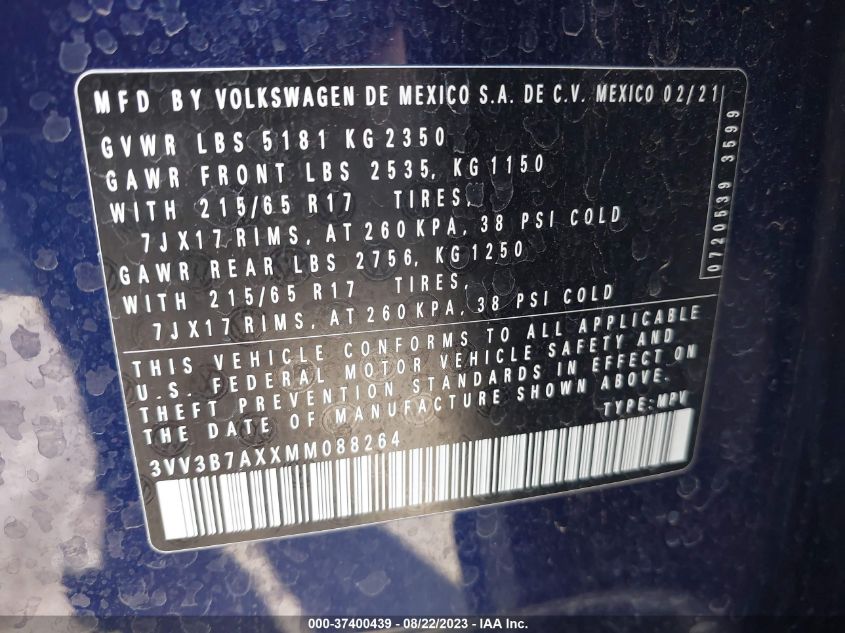 MFD BY VOLKSWAGEN DE MEXICO S.A. DE C.V. MEXICO 02/21
GVWR LBS 5181 KG 2350
GAWR FRONT LBS 2535, KG 1150
WITH 215/65 R17 TIRES,
7JX17 RIMS, AT 260 KPA, 38 PSI COLD
GAWR REAR LBS 2756, KG 1250
WITH 215/65 R17 TIRES,
7JX17 RIMS, AT 260 KPA, 38 PSI COLD
0720539 3599
THIS VEHICLE CONFORMS TO ALL APPLICABLE
U.S. FEDERAL MOTOR VEHICLE SAFETY AND
THEFT PREVENTION STANDARDS IN EFFECT ON
THE DATE OF MANUFACTURE SHOWN ABOVE.
TYPE: MPV
3VV3B7AXXMM088264
000-37400439 - 08/22/2023 - IAA Inc.